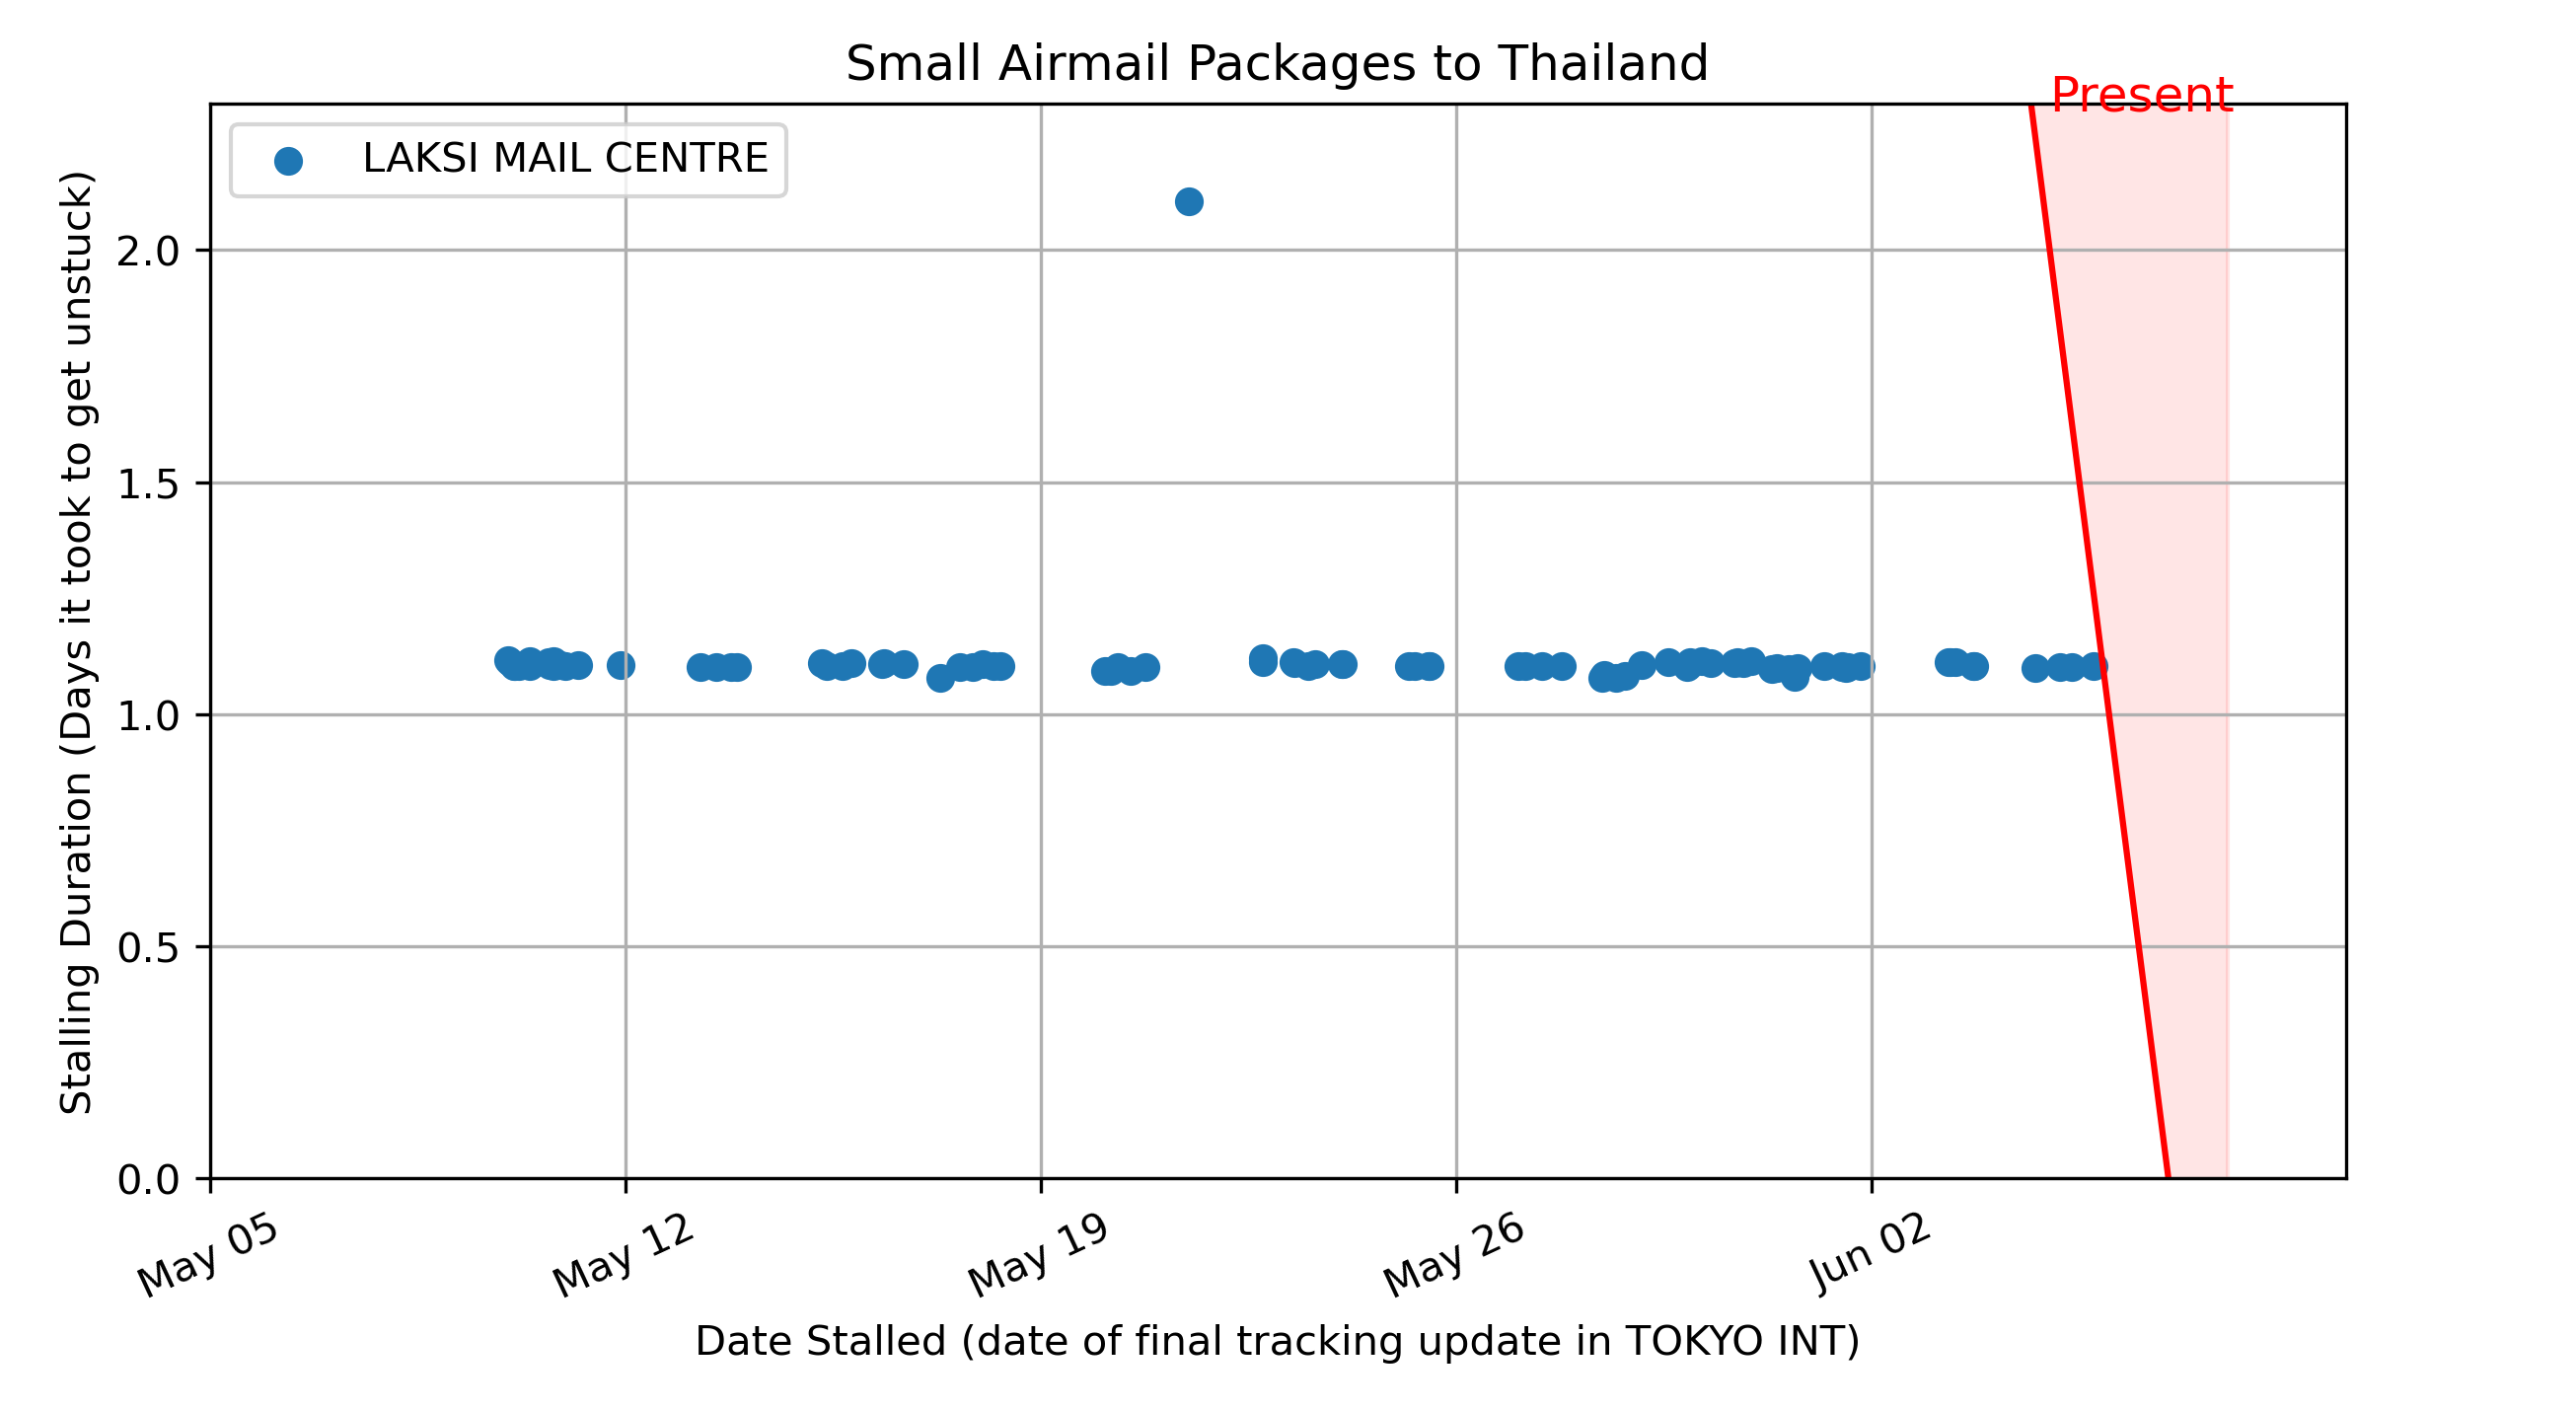 Small Airmail Packages to Thailand
Present
LAKSI MAIL CENTRE
Stalling Duration (Days it took to get unstuck)
2.0
1.5
1.0
0.5
0.0
May 05
May 12
May 19
May 26
Jun 02
Date Stalled (date of final tracking update in TOKYO INT)